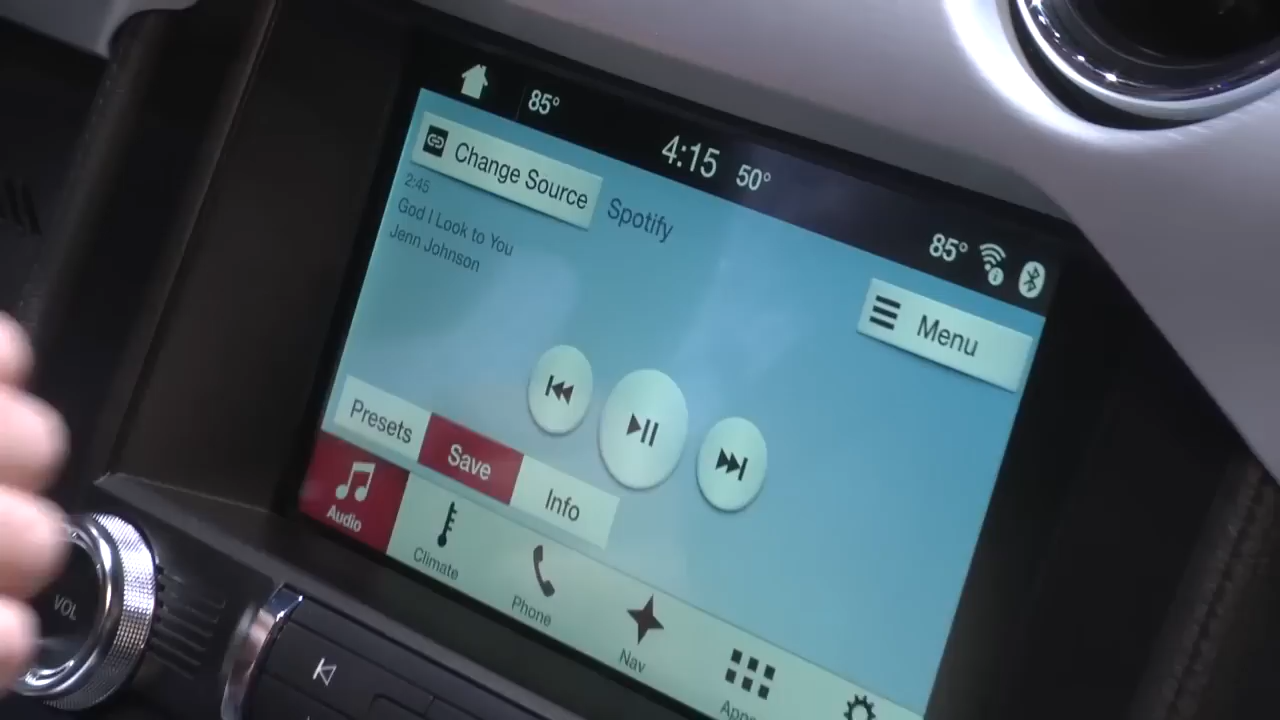 85°
4:15 50°
85°
Change Source
Spotify
2:45
God I Look to You
Jenn Johnson
Menu
Presets
Save
Info
Audio
Climate
Phone
Nav
Apps
VOL